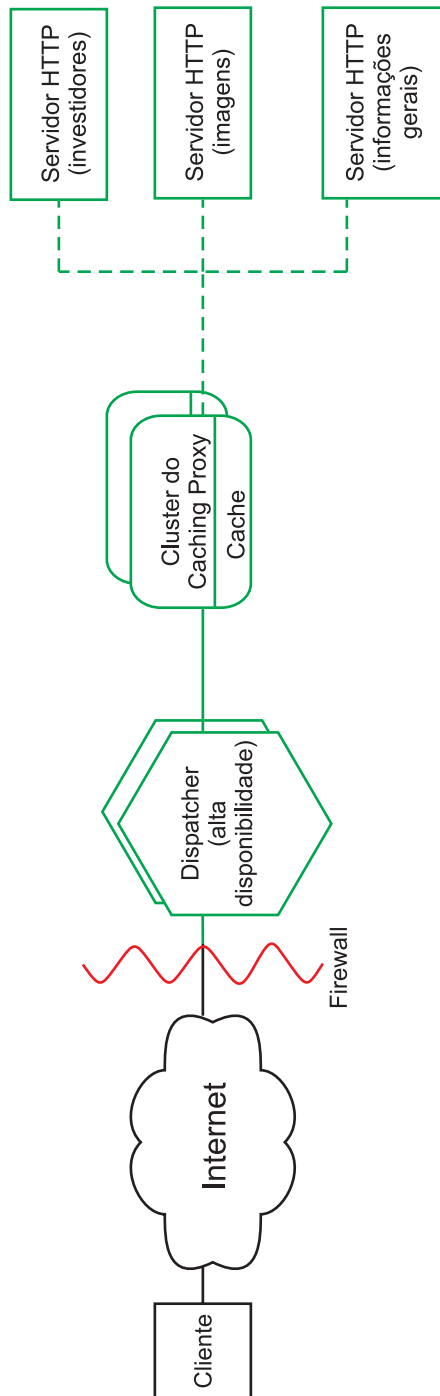 Cliente
Internet
Firewall
Dispatcher
(alta
disponibilidade)
Cluster do
Caching Proxy
Cache
Servidor HTTP
(investidores)
Servidor HTTP
(imagens)
Servidor HTTP
(informações
gerais)